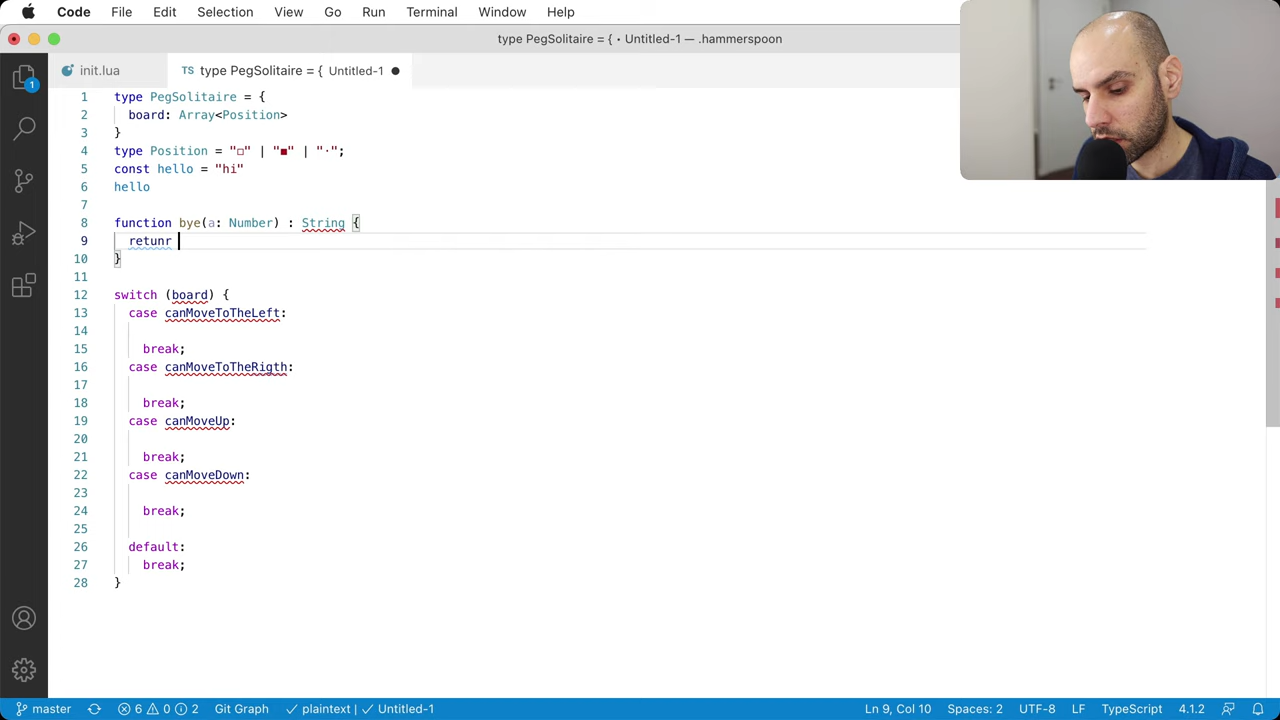 Code File Edit Selection View Go Run Terminal Window Help
type PegSolitaire = { • Untitled-1 — .hammerspoon
init.lua
TS type PegSolitaire = { Untitled-1 ●
1
1 type PegSolitaire = {
2 board: Array<Position>
3 }
4 type Position = "□" | "■" | "·";
5 const hello = "hi"
6 hello
7
8 function bye(a: Number) : String {
9 retunr
10 }
11
12 switch (board) {
13 case canMoveToTheLeft:
14
15 break;
16 case canMoveToTheRigth:
17
18 break;
19 case canMoveUp:
20
21 break;
22 case canMoveDown:
23
24 break;
25
26 default:
27 break;
28 }
master 6 0 2 Git Graph ✓ plaintext | ✓ Untitled-1 Ln 9, Col 10 Spaces: 2 UTF-8 LF TypeScript 4.1.2